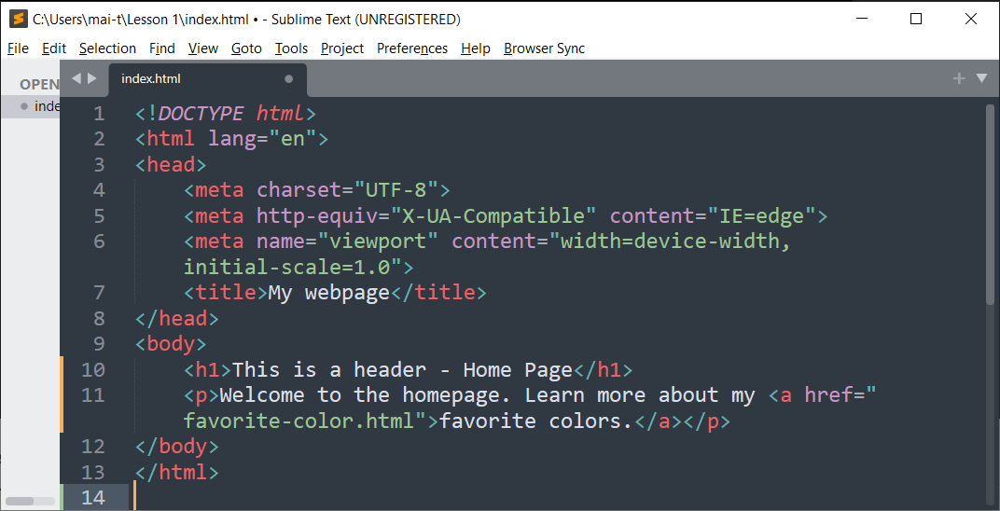 C:\Users\mai-t\Lesson 1\index.html • - Sublime Text (UNREGISTERED)
File Edit Selection Find View Goto Tools Project Preferences Help Browser Sync
OPEN
index.html
inde
1 <!DOCTYPE html>
2 <html lang="en">
3 <head>
4 <meta charset="UTF-8">
5 <meta http-equiv="X-UA-Compatible" content="IE=edge">
6 <meta name="viewport" content="width=device-width,
initial-scale=1.0">
7 <title>My webpage</title>
8 </head>
9 <body>
10 <h1>This is a header - Home Page</h1>
11 <p>Welcome to the homepage. Learn more about my <a href="
favorite-color.html">favorite colors.</a></p>
12 </body>
13 </html>
14